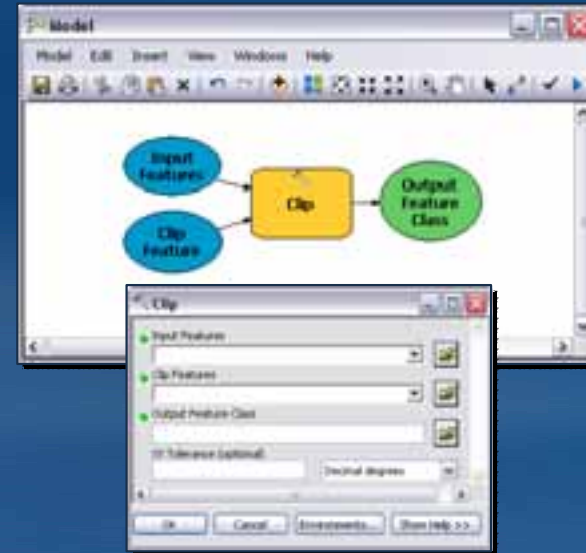 Model
Model Edit Insert View Windows Help
Input
Features
Clip
Feature
Clip
Output
Feature
Class
Clip
Input Features
Clip Features
Output Feature Class
XY Tolerance (optional)
Decimal degrees
OK Cancel Environments... Show Help >>